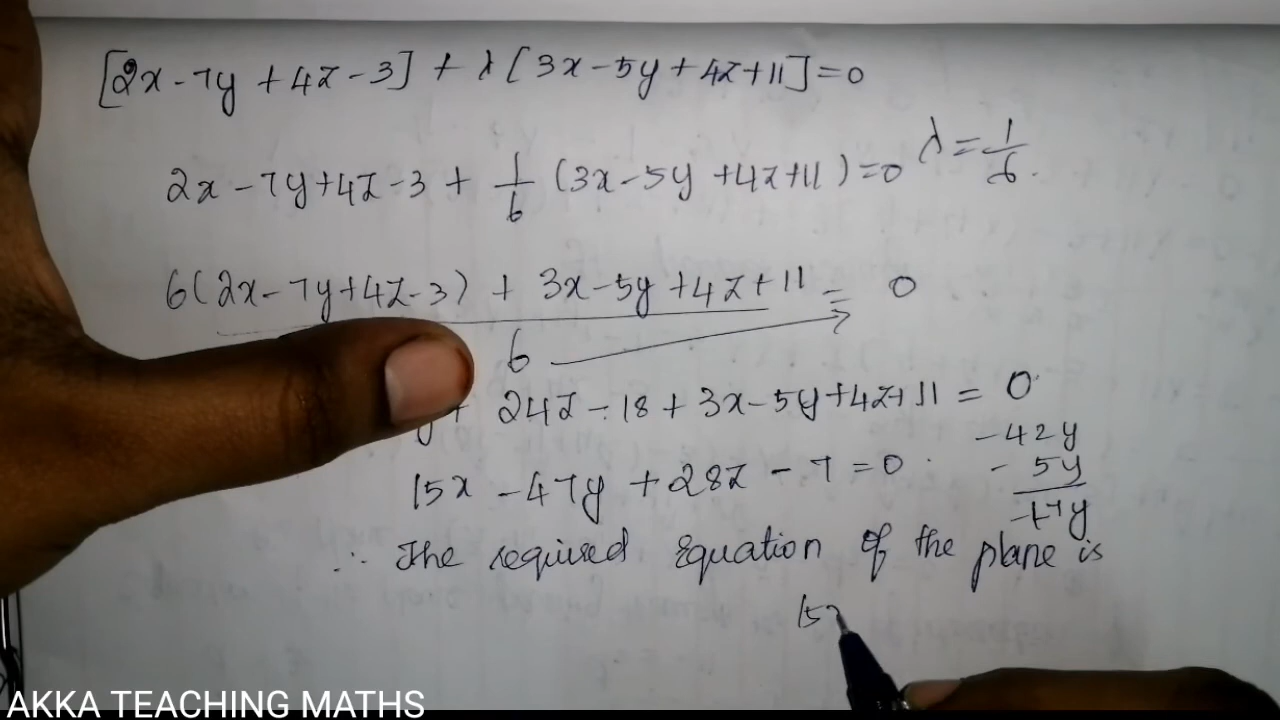 [2x - 7y + 4z - 3] + λ [3x - 5y + 4z + 11] = 0
λ = 1/6.
2x - 7y + 4z - 3 + 1/6 (3x - 5y + 4z + 11) = 0
6(2x - 7y + 4z - 3) + 3x - 5y + 4z + 11 = 0
6
y + 24z - 18 + 3x - 5y + 4z + 11 = 0
- 42y
15x - 47y + 28z - 7 = 0.
- 5y
- 47y
∴ The required Equation of the plane is
15x
AKKA TEACHING MATHS